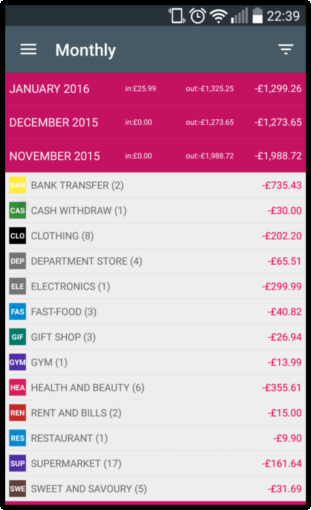 22:39
Monthly
JANUARY 2016 in:£25.99 out:-£1,325.25 -£1,299.26
DECEMBER 2015 in:£0.00 out:-£1,273.65 -£1,273.65
NOVEMBER 2015 in:£0.00 out:-£1,988.72 -£1,988.72
BAN BANK TRANSFER (2) -£735.43
CAS CASH WITHDRAW (1) -£30.00
CLO CLOTHING (8) -£202.20
DEP DEPARTMENT STORE (4) -£65.51
ELE ELECTRONICS (1) -£299.99
FAS FAST-FOOD (3) -£40.82
GIF GIFT SHOP (3) -£26.94
GYM GYM (1) -£13.99
HEA HEALTH AND BEAUTY (6) -£355.61
REN RENT AND BILLS (2) -£15.00
RES RESTAURANT (1) -£9.90
SUP SUPERMARKET (17) -£161.64
SWE SWEET AND SAVOURY (5) -£31.69